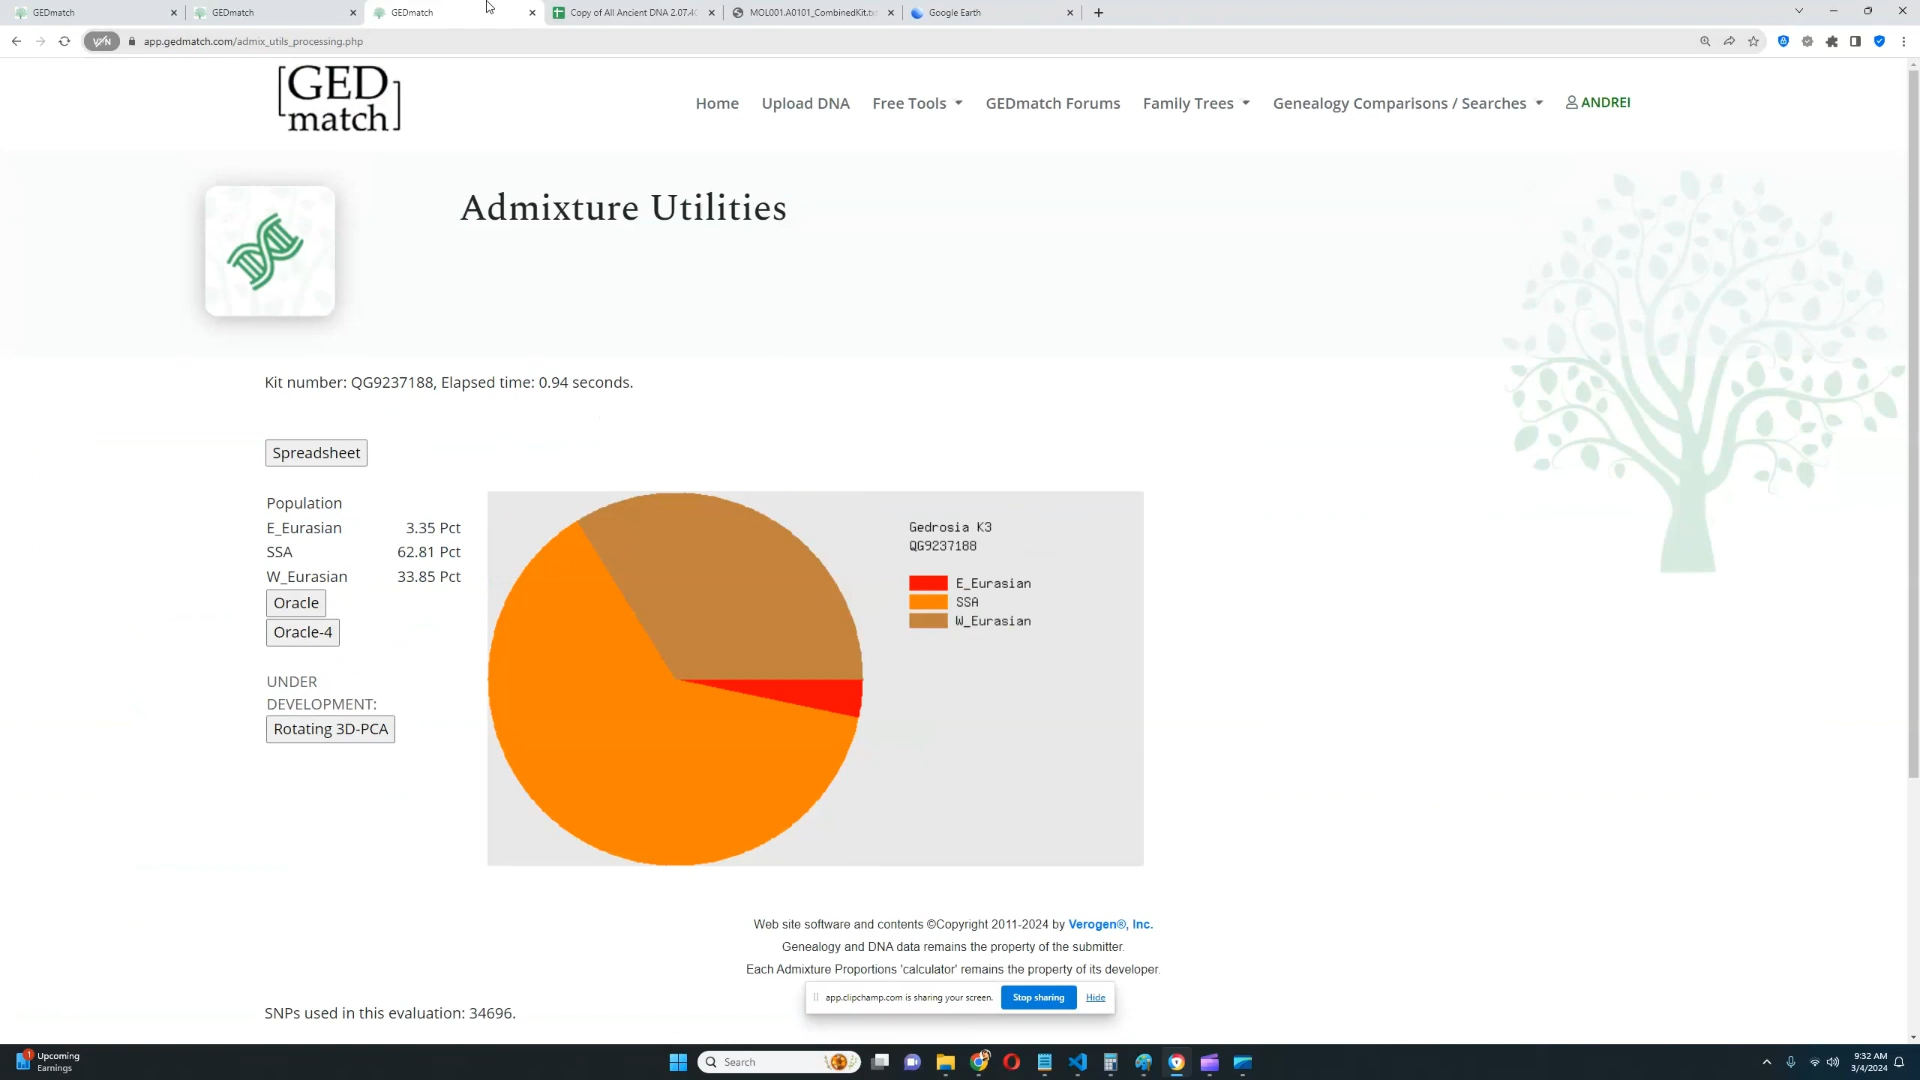 GEDmatch
GEDmatch
GEDmatch
Copy of All Ancient DNA 2.07.4
MOL001.A0101_CombinedKit.tx
Google Earth
app.gedmatch.com/admix_utils_processing.php
[GED
match]
Home
Upload DNA
Free Tools
GEDmatch Forums
Family Trees
Genealogy Comparisons / Searches
ANDREI
Admixture Utilities
Kit number: QG9237188, Elapsed time: 0.94 seconds.
Spreadsheet
Population
E_Eurasian 3.35 Pct
SSA 62.81 Pct
W_Eurasian 33.85 Pct
Oracle
Oracle-4
UNDER
DEVELOPMENT:
Rotating 3D-PCA
Gedrosia K3
QG9237188
E_Eurasian
SSA
W_Eurasian
Web site software and contents ©Copyright 2011-2024 by Verogen®, Inc.
Genealogy and DNA data remains the property of the submitter.
Each Admixture Proportions 'calculator' remains the property of its developer.
app.clipchamp.com is sharing your screen. Stop sharing Hide
SNPs used in this evaluation: 34696.
1
Upcoming
Earnings
Search
9:32 AM
3/4/2024